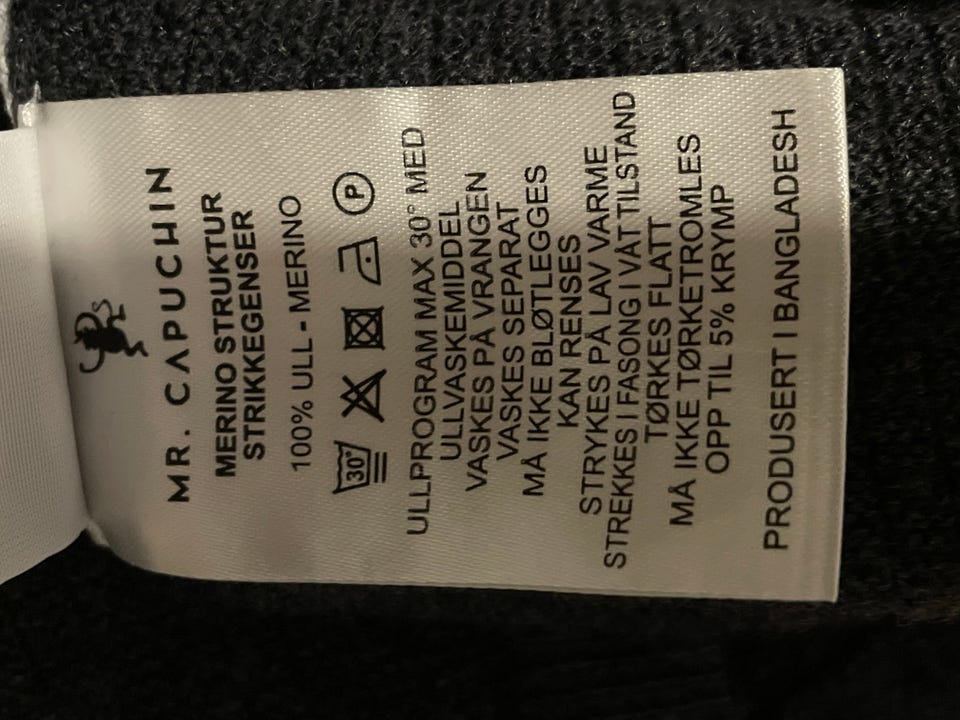 MR. CAPUCHIN
MERINO STRUKTUR
STRIKKEGENSER
100% ULL - MERINO
30° P
ULLPROGRAM MAX 30° MED
ULLVASKEMIDDEL
VASKES PÅ VRANGEN
VASKES SEPARAT
MÅ IKKE BLØTLEGGES
KAN RENSES
STRYKES PÅ LAV VARME
STREKKES I FASONG I VÅT TILSTAND
TØRKES FLATT
MÅ IKKE TØRKETROMLES
OPP TIL 5% KRYMP
PRODUSERT I BANGLADESH